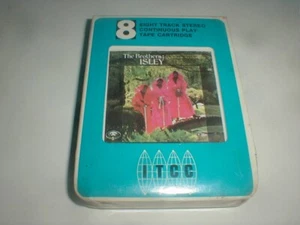 8
EIGHT TRACK STEREO
CONTINUOUS PLAY
TAPE CARTRIDGE
The Brothers:
ISLEY
ITCC